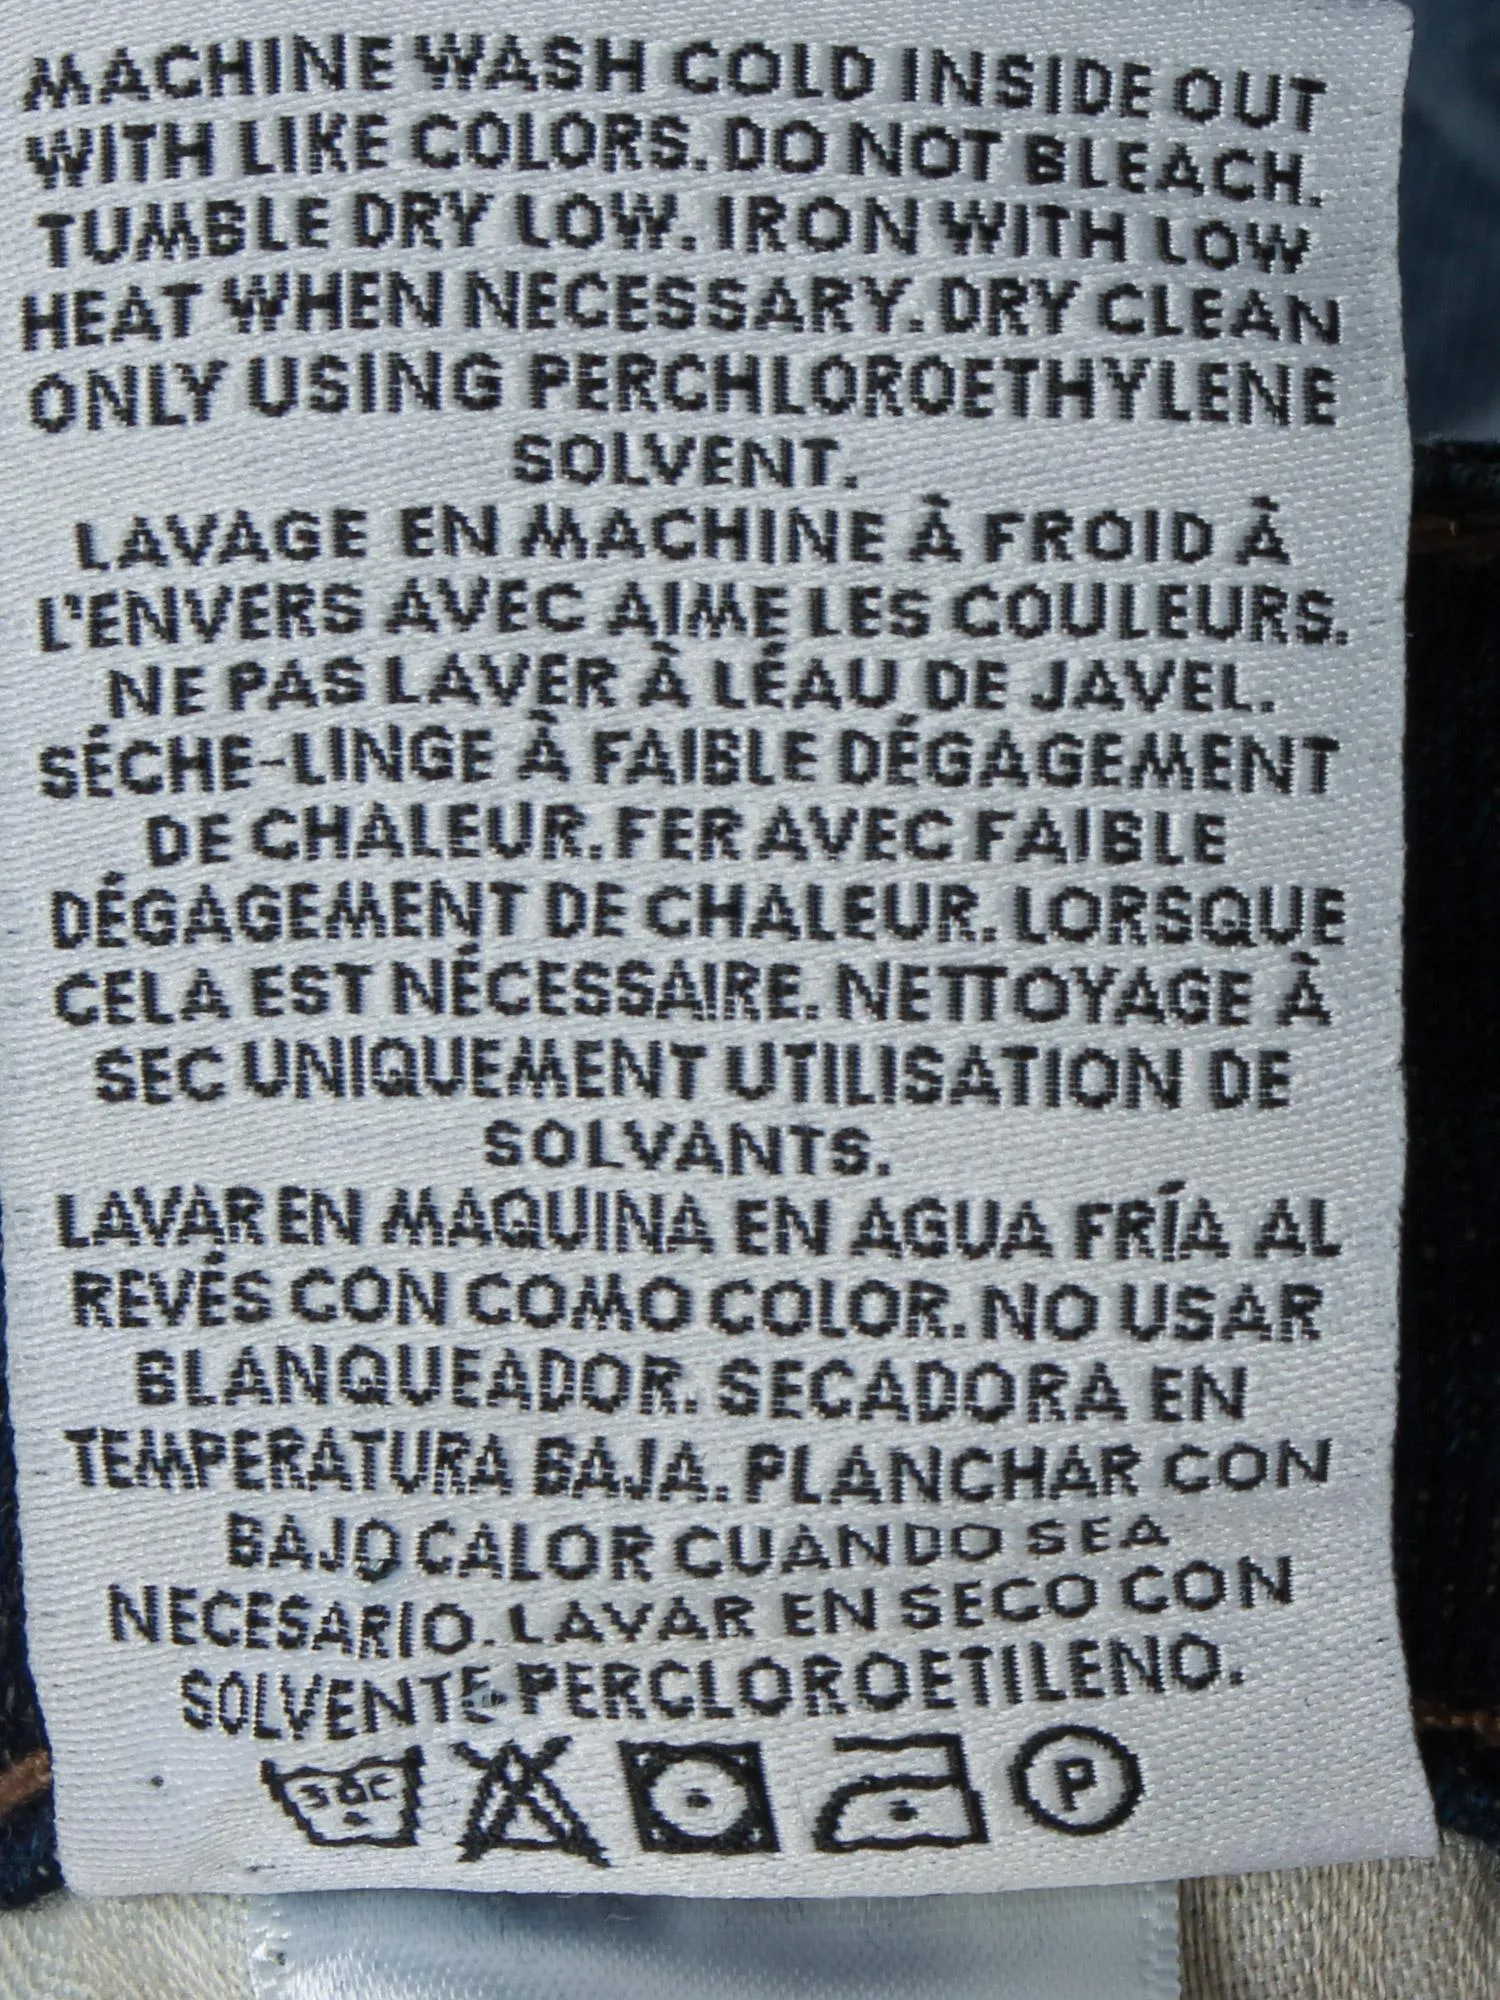 MACHINE WASH COLD INSIDE OUT
WITH LIKE COLORS. DO NOT BLEACH.
TUMBLE DRY LOW. IRON WITH LOW
HEAT WHEN NECESSARY. DRY CLEAN
ONLY USING PERCHLOROETHYLENE
SOLVENT.
LAVAGE EN MACHINE À FROID À
L'ENVERS AVEC AIME LES COULEURS.
NE PAS LAVER À LÉAU DE JAVEL.
SÉCHE-LINGE À FAIBLE DÉGAGEMENT
DE CHALEUR. FER AVEC FAIBLE
DÉGAGEMENT DE CHALEUR. LORSQUE
CELA EST NÉCESSAIRE. NETTOYAGE À
SEC UNIQUEMENT UTILISATION DE
SOLVANTS.
LAVAR EN MAQUINA EN AGUA FRÍA AL
REVÉS CON COMO COLOR. NO USAR
BLANQUEADOR. SECADORA EN
TEMPERATURA BAJA. PLANCHAR CON
BAJO CALOR CUANDO SEA
NECESARIO. LAVAR EN SECO CON
SOLVENTE PERCLOROETILENO.
30C P